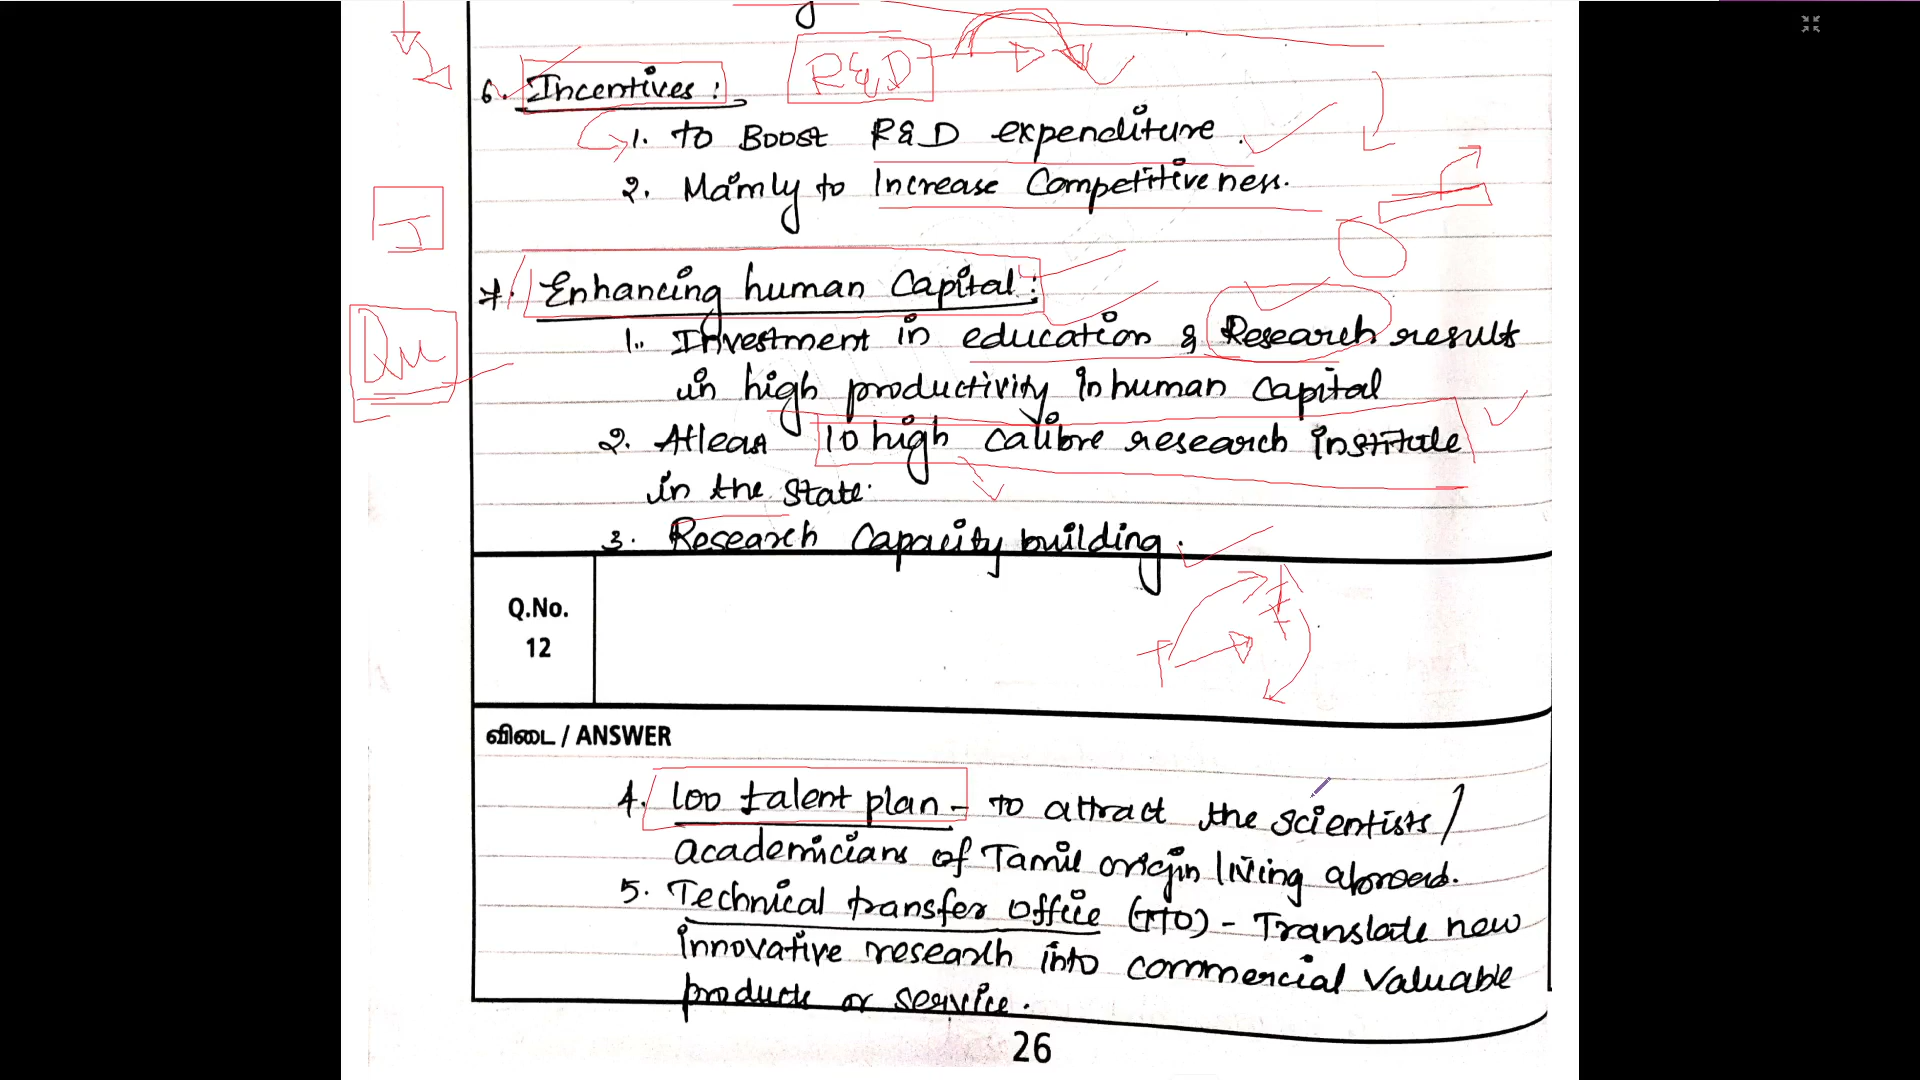 R&D
6. Incentives :
1. to Boost R&D expenditure.
2. Mainly to Increase Competitiveness.
J
7. Enhancing human Capital :
1. Investment in education & Research results
Qu
in high productivity in human Capital
2. Atleast 10 high calibre research institute
in the State.
3. Research Capacity building.
Q.No.
12
T
விடை / ANSWER
4. 100 talent plan - to attract the scientists /
academicians of Tamil origin living abroad.
5. Technical transfer office (TTO) - Translate new
innovative research into commercial valuable
products or service.
26